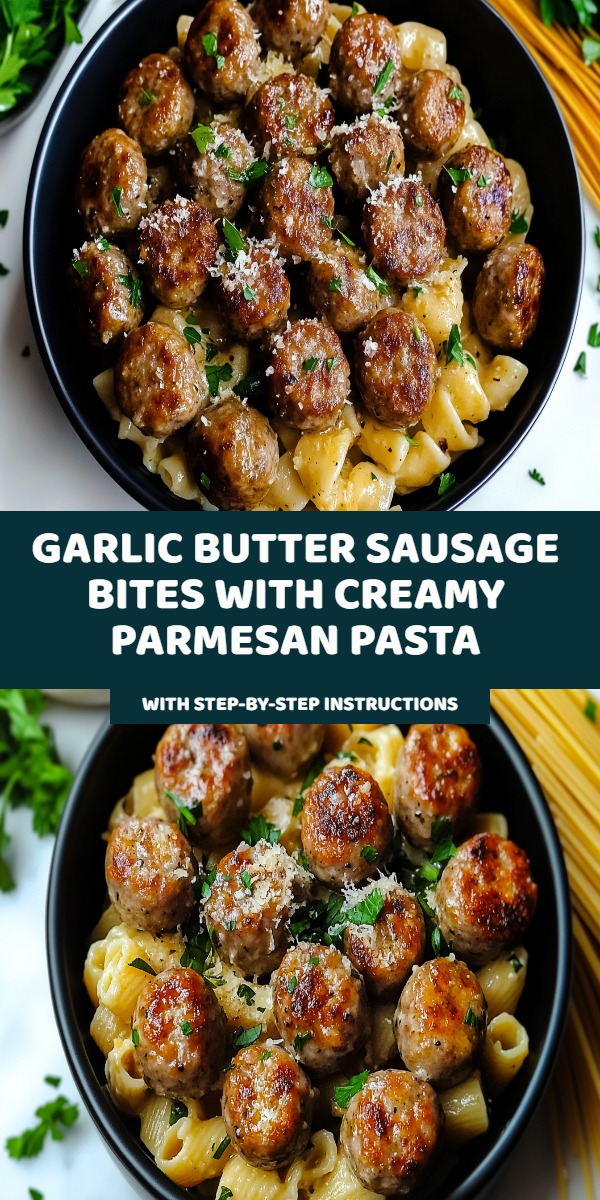 GARLIC BUTTER SAUSAGE
BITES WITH CREAMY
PARMESAN PASTA
WITH STEP-BY-STEP INSTRUCTIONS